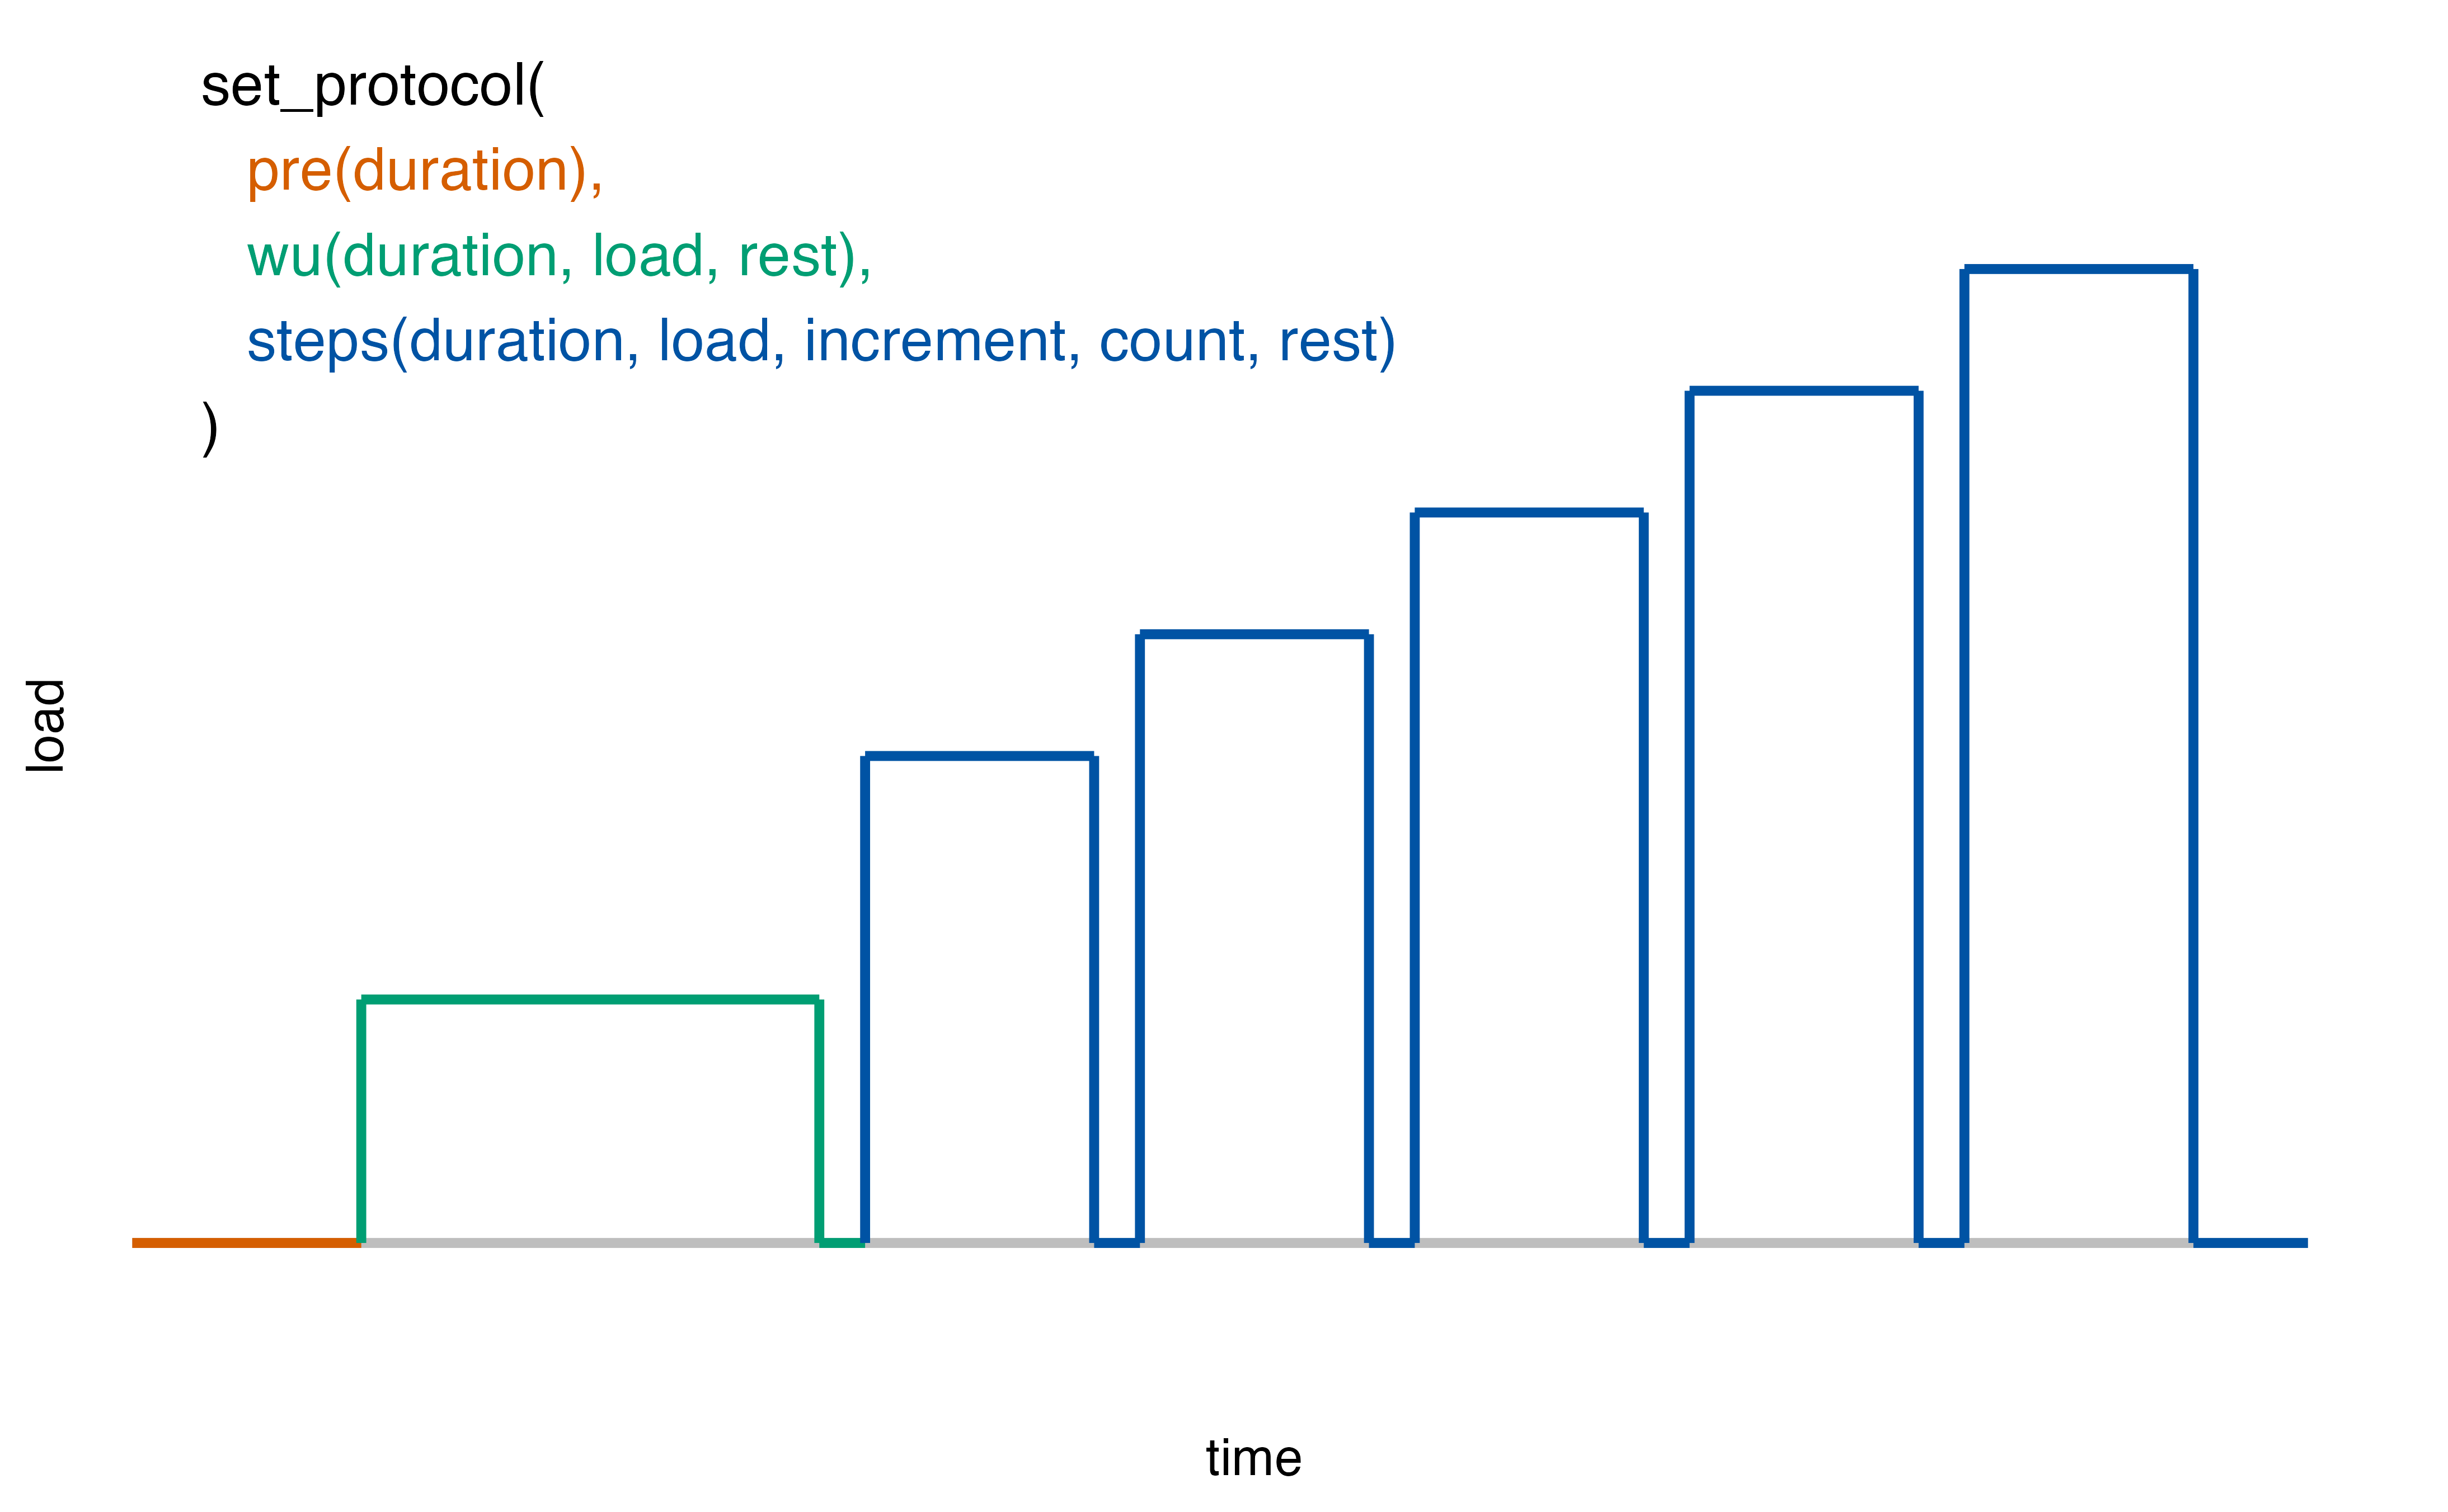 set_protocol(
pre(duration),
wu(duration, load, rest),
steps(duration, load, increment, count, rest)
)
load
time